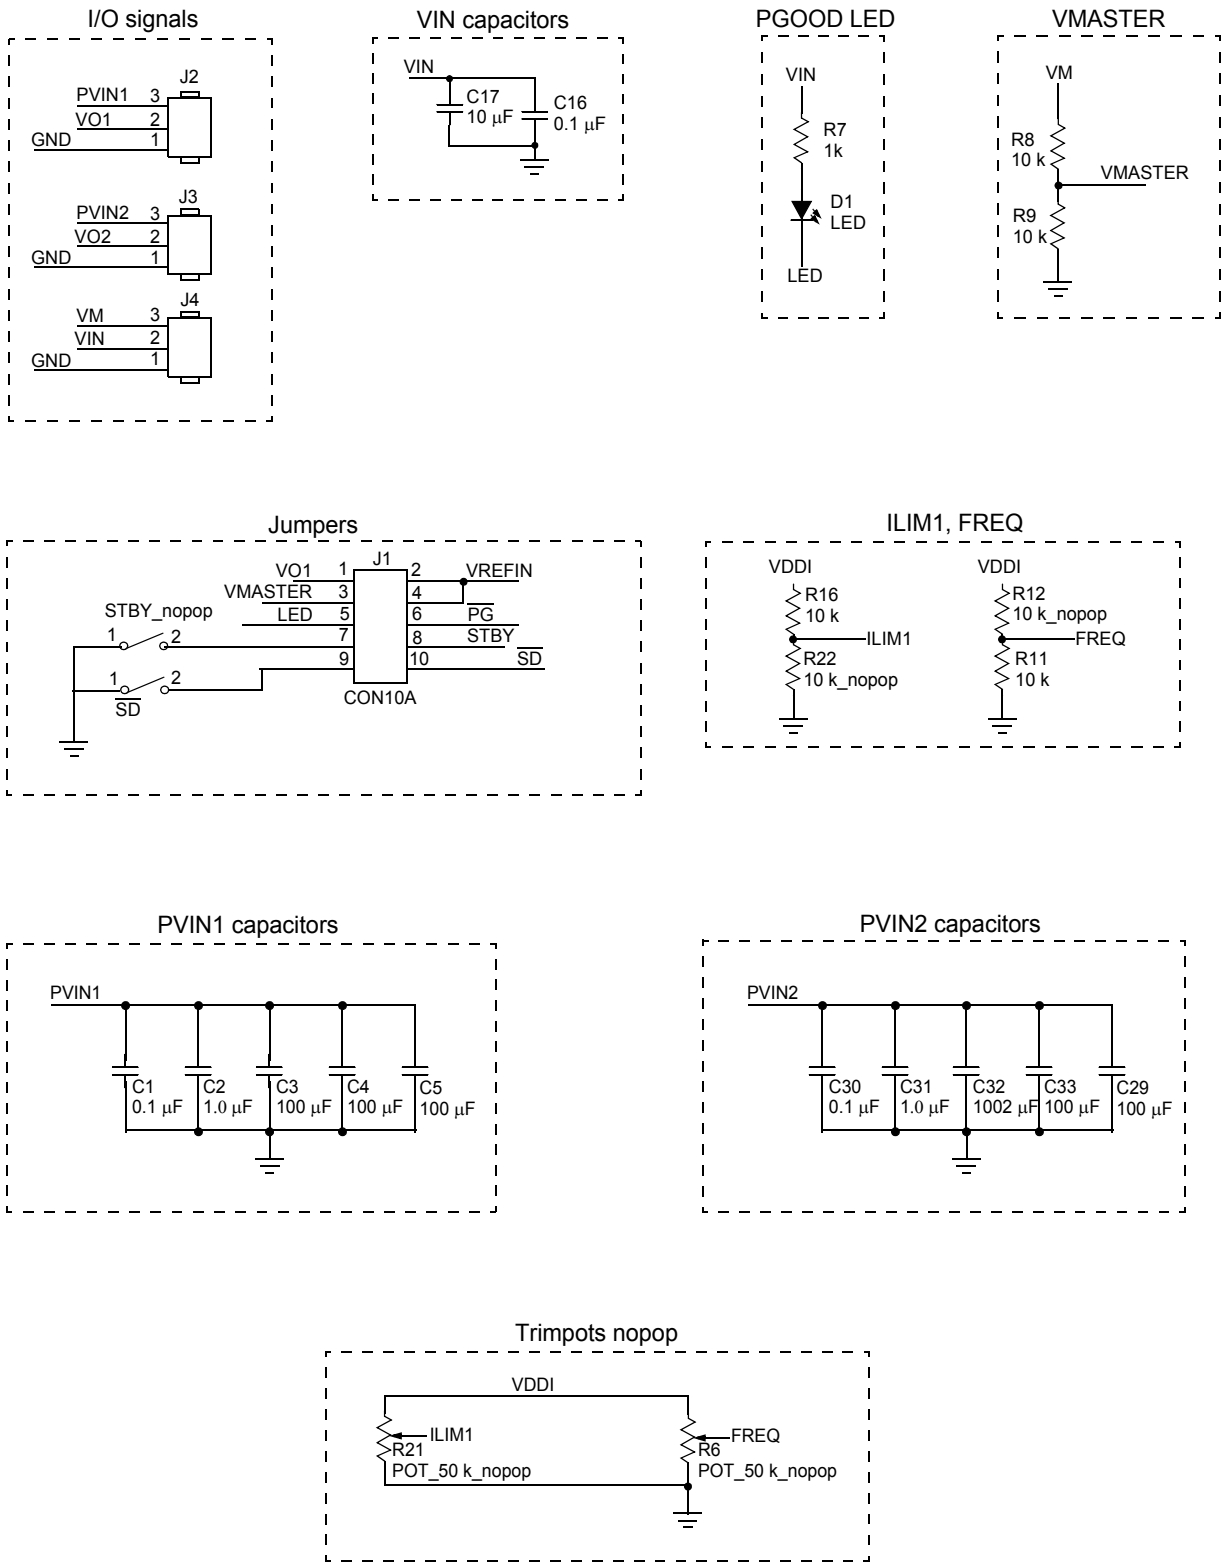 I/O signals
J2
PVIN1 3
VO1 2
GND 1
J3
PVIN2 3
VO2 2
GND 1
J4
VM 3
VIN 2
GND 1
VIN capacitors
VIN
C17
10 μF
C16
0.1 μF
PGOOD LED
VIN
R7
1k
D1
LED
LED
VMASTER
VM
R8
10 k
VMASTER
R9
10 k
Jumpers
J1
VO1 1 2 VREFIN
VMASTER 3 4
LED 5 6 PG
STBY_nopop
1 2 7 8 STBY
9 10 SD
1 2
SD
CON10A
ILIM1, FREQ
VDDI
R16
10 k
ILIM1
R22
10 k_nopop
VDDI
R12
10 k_nopop
FREQ
R11
10 k
PVIN1 capacitors
PVIN1
C1 C2 C3 C4 C5
0.1 μF 1.0 μF 100 μF 100 μF 100 μF
PVIN2 capacitors
PVIN2
C30 C31 C32 C33 C29
0.1 μF 1.0 μF 1002 μF 100 μF 100 μF
Trimpots nopop
VDDI
ILIM1
R21
POT_50 k_nopop
FREQ
R6
POT_50 k_nopop